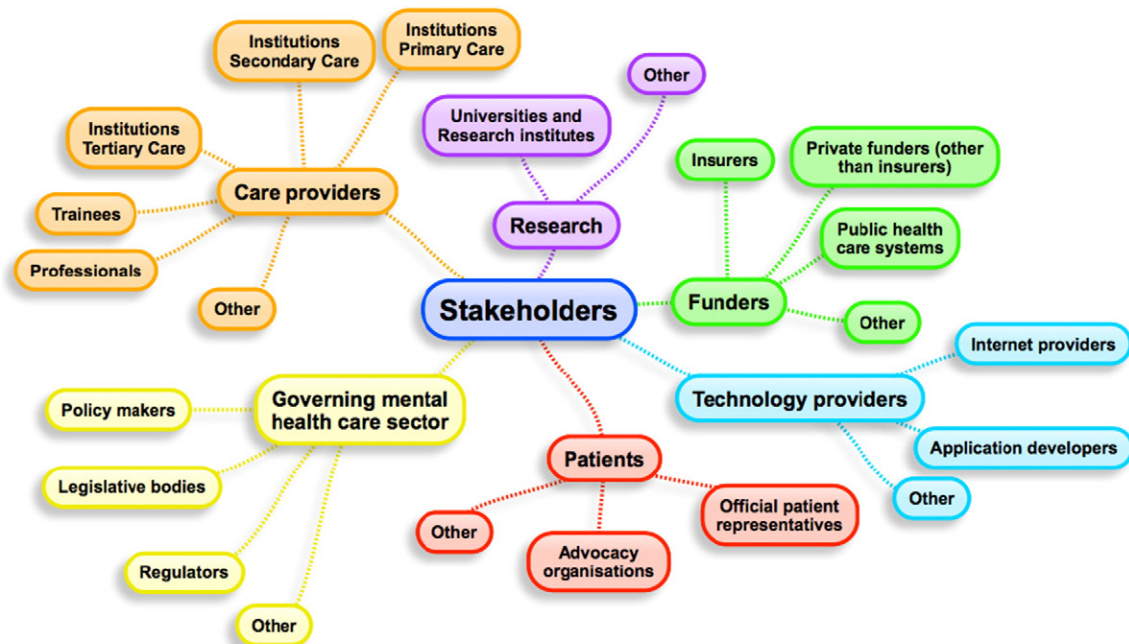 Institutions
Secondary Care
Institutions
Primary Care
Other
Universities and
Research institutes
Institutions
Tertiary Care
Insurers
Private funders (other
than insurers)
Care providers
Trainees
Research
Public health
care systems
Professionals
Other
Stakeholders
Funders
Other
Internet providers
Policy makers
Governing mental
health care sector
Technology providers
Application developers
Patients
Legislative bodies
Other
Official patient
representatives
Other
Advocacy
organisations
Regulators
Other